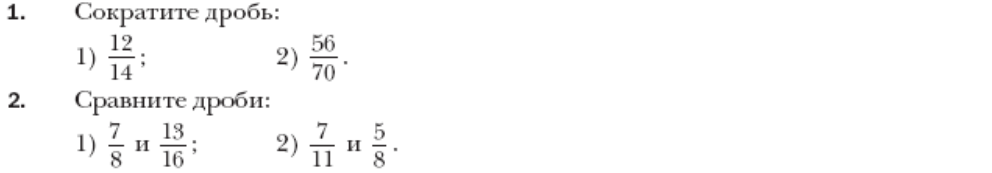 1. Сократите дробь:
1) 12/14; 2) 56/70.
2. Сравните дроби:
1) 7/8 и 13/16; 2) 7/11 и 5/8.